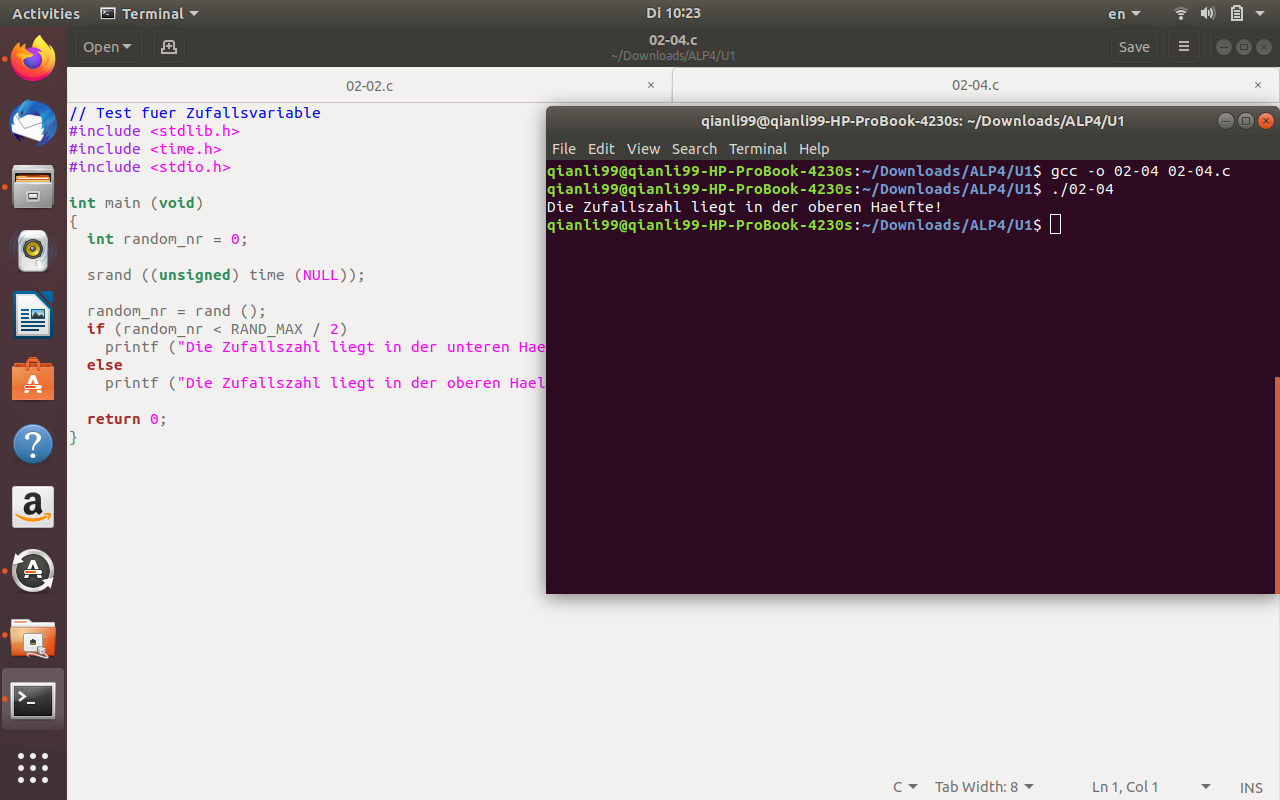 Activities Terminal Di 10:23 en
Open 02-04.c Save
~/Downloads/ALP4/U1
02-02.c × 02-04.c ×
// Test fuer Zufallsvariable
#include <stdlib.h>
#include <time.h>
#include <stdio.h>
int main (void)
{
int random_nr = 0;
srand ((unsigned) time (NULL));
random_nr = rand ();
if (random_nr < RAND_MAX / 2)
printf ("Die Zufallszahl liegt in der unteren Hae
else
printf ("Die Zufallszahl liegt in der oberen Hael
return 0;
}
qianli99@qianli99-HP-ProBook-4230s: ~/Downloads/ALP4/U1
File Edit View Search Terminal Help
qianli99@qianli99-HP-ProBook-4230s:~/Downloads/ALP4/U1$ gcc -o 02-04 02-04.c
qianli99@qianli99-HP-ProBook-4230s:~/Downloads/ALP4/U1$ ./02-04
Die Zufallszahl liegt in der oberen Haelfte!
qianli99@qianli99-HP-ProBook-4230s:~/Downloads/ALP4/U1$
C Tab Width: 8 Ln 1, Col 1 INS